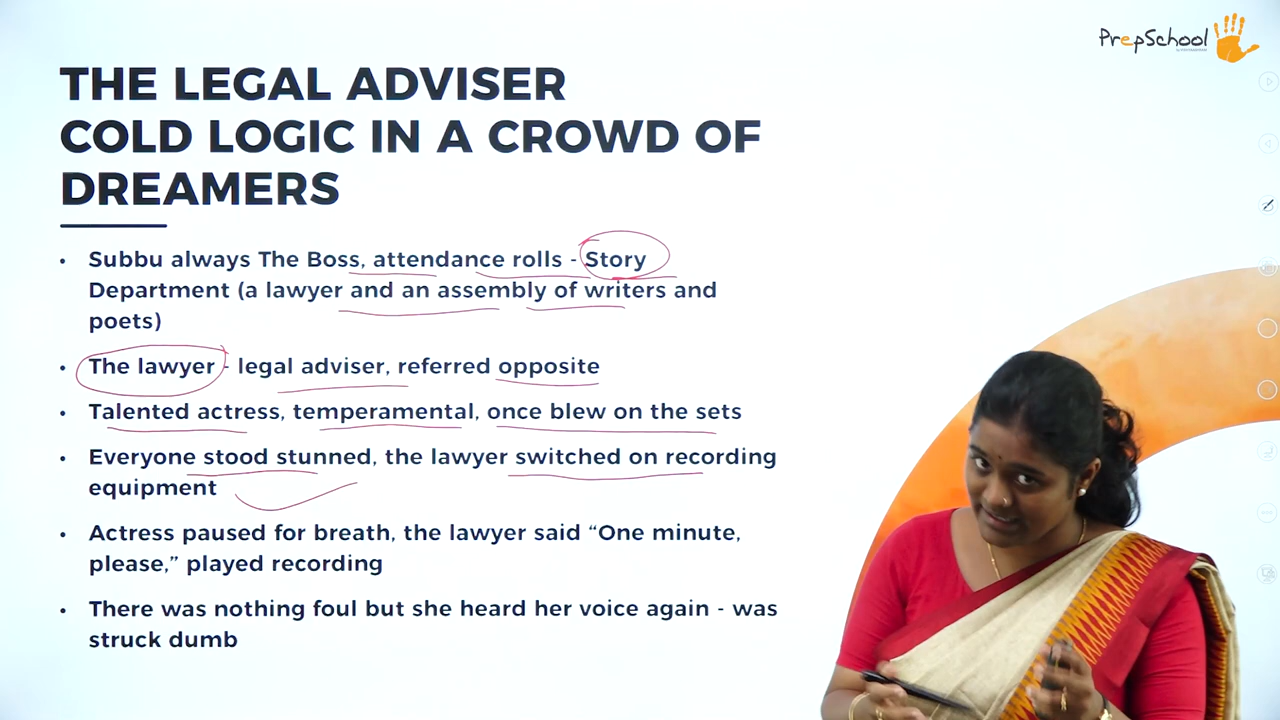 PrepSchool
THE LEGAL ADVISER
COLD LOGIC IN A CROWD OF
DREAMERS
• Subbu always The Boss, attendance rolls - Story
Department (a lawyer and an assembly of writers and
poets)
• The lawyer - legal adviser, referred opposite
• Talented actress, temperamental, once blew on the sets
• Everyone stood stunned, the lawyer switched on recording
equipment
• Actress paused for breath, the lawyer said “One minute,
please,” played recording
• There was nothing foul but she heard her voice again - was
struck dumb